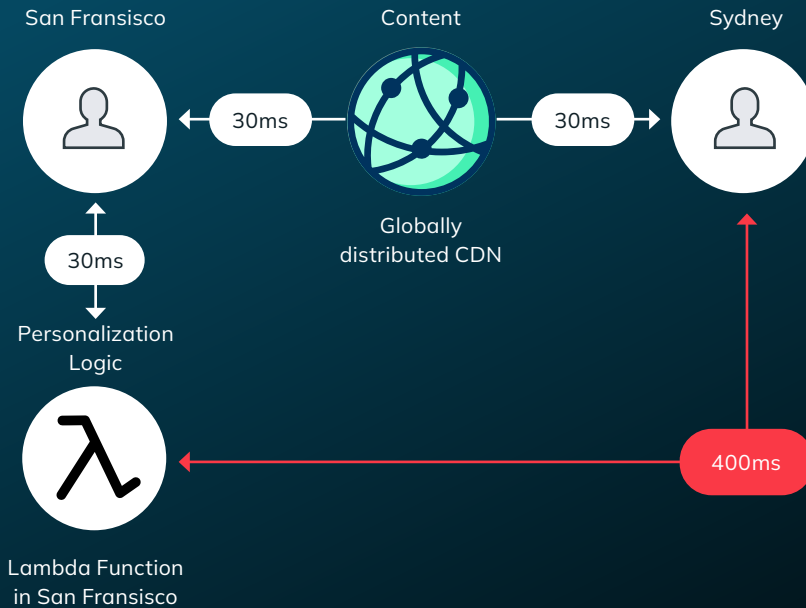 San Fransisco
Content
Sydney
30ms
30ms
Globally
distributed CDN
30ms
Personalization
Logic
400ms
Lambda Function
in San Fransisco